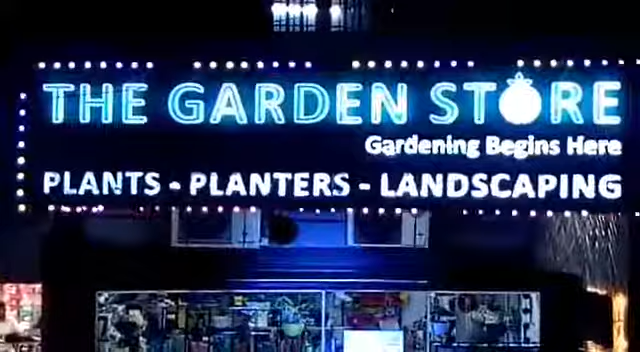 THE GARDEN STORE
Gardening Begins Here
PLANTS - PLANTERS - LANDSCAPING